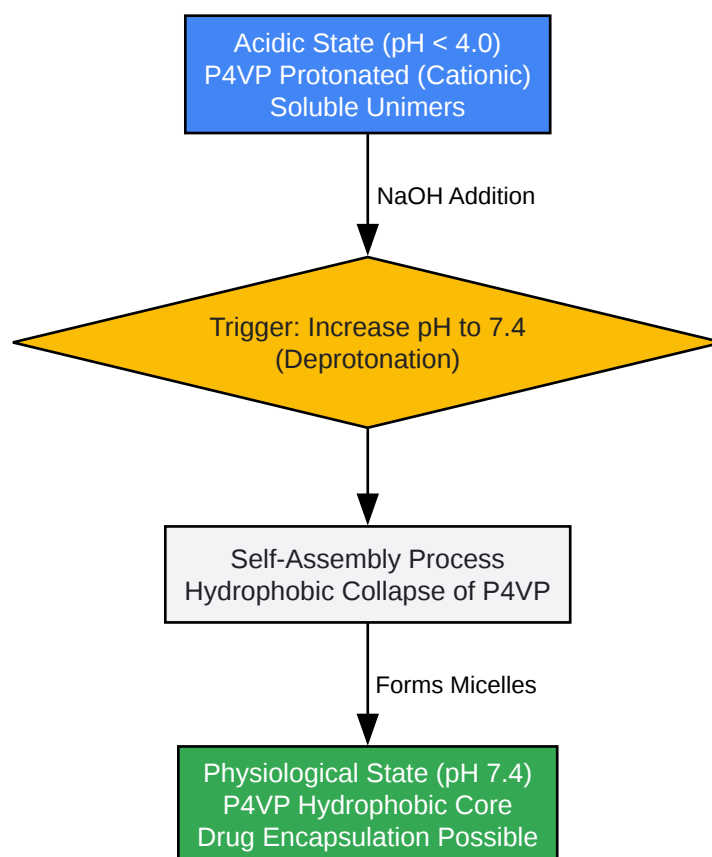 Acidic State (pH < 4.0)
P4VP Protonated (Cationic)
Soluble Unimers
NaOH Addition
Trigger: Increase pH to 7.4
(Deprotonation)
Self-Assembly Process
Hydrophobic Collapse of P4VP
Forms Micelles
Physiological State (pH 7.4)
P4VP Hydrophobic Core
Drug Encapsulation Possible